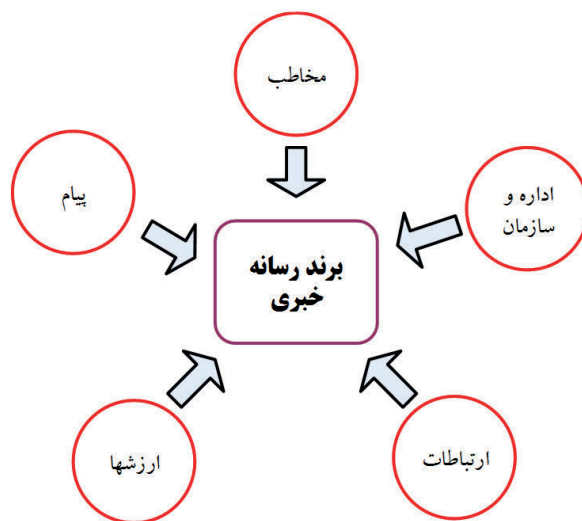 مخاطب
اداره و
سازمان
پیام
برند رسانه
خبری
ارتباطات
ارزشها